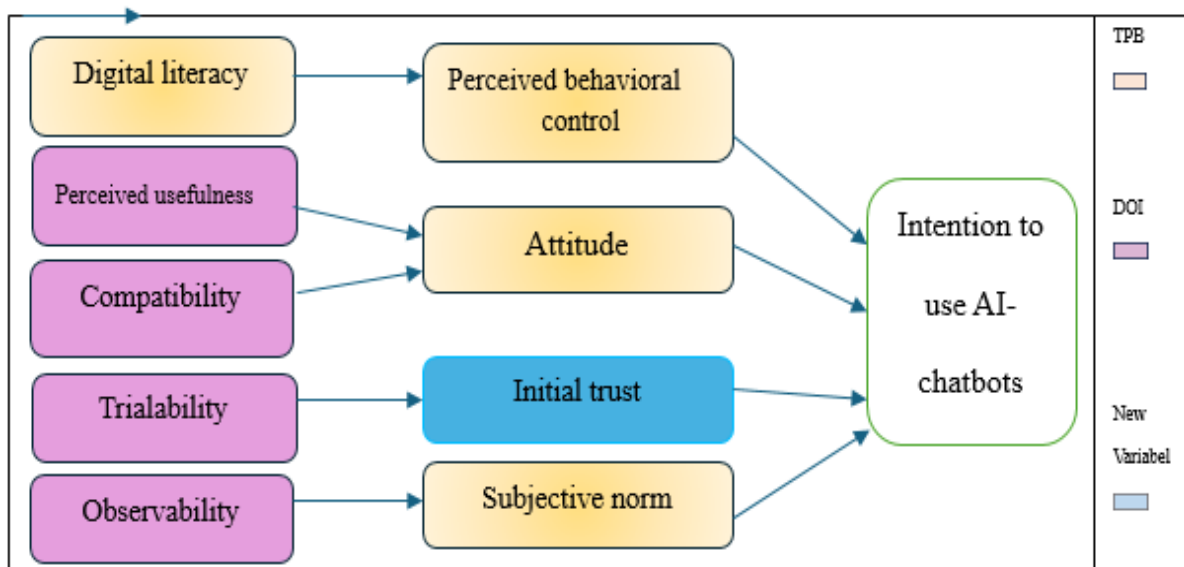 Digital literacy
Perceived usefulness
Compatibility
Trialability
Observability
Perceived behavioral
control
Attitude
Initial trust
Subjective norm
Intention to
use AI-
chatbots
TPB
DOI
New
Variabel